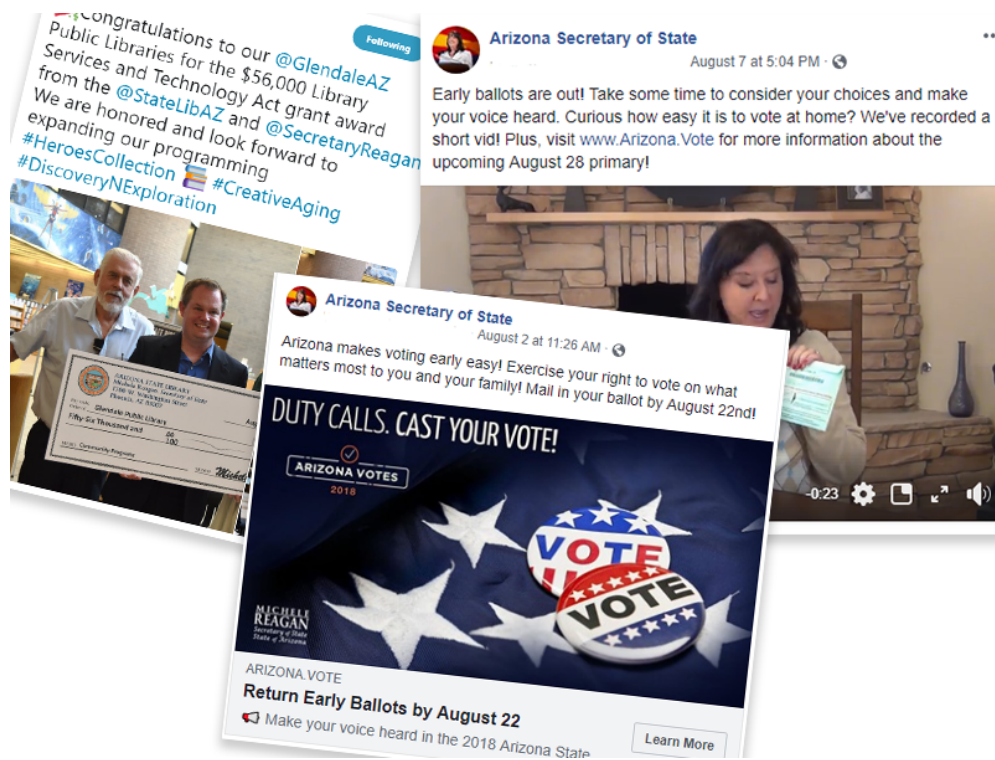 Congratulations to our @GlendaleAZ
Public Libraries for the $56,000 Library
Services and Technology Act grant award
from the @StateLibAZ and @SecretaryReagan
We are honored and look forward to
expanding our programming
#HeroesCollection #CreativeAging
#DiscoveryNExploration
Following
ARIZONA STATE LIBRARY
Michele Reagan, Secretary of State
Phoenix, AZ
Glendale Public Library
Fifty-Six Thousand and
00
100
Community Programs
Arizona Secretary of State
August 7 at 5:04 PM ·
Early ballots are out! Take some time to consider your choices and make
your voice heard. Curious how easy it is to vote at home? We've recorded a
short vid! Plus, visit www.Arizona.Vote for more information about the
upcoming August 28 primary!
-0:23
Arizona Secretary of State
August 2 at 11:26 AM ·
Arizona makes voting early easy! Exercise your right to vote on what
matters most to you and your family! Mail in your ballot by August 22nd!
DUTY CALLS. CAST YOUR VOTE!
ARIZONA VOTES
2018
VOTE
VOTE
MICHELE
REAGAN
Secretary of State
State of Arizona
ARIZONA.VOTE
Return Early Ballots by August 22
Make your voice heard in the 2018 Arizona State
Learn More